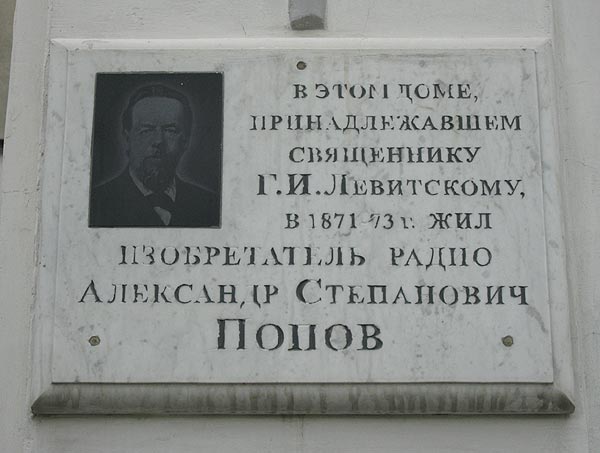 В ЭТОМ ДОМЕ,
ПРИНАДЛЕЖАВШЕМ
СВЯЩЕННИКУ
Г.И. ЛЕВИТСКОМУ,
В 1871-73 г. ЖИЛ
ИЗОБРЕТАТЕЛЬ РАДИО
АЛЕКСАНДР СТЕПАНОВИЧ
ПОПОВ